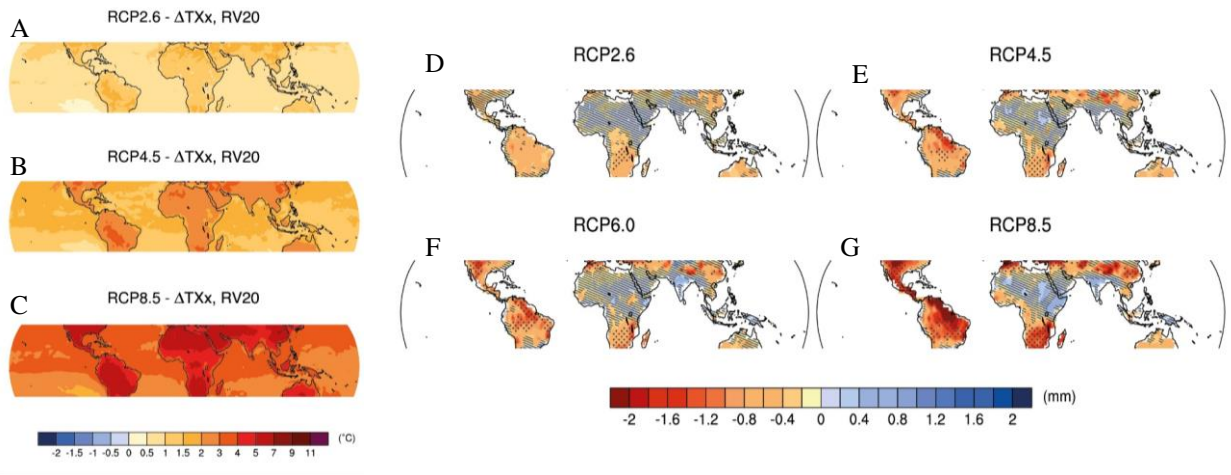 A
RCP2.6 - ΔTXx, RV20
B
RCP4.5 - ΔTXx, RV20
C
RCP8.5 - ΔTXx, RV20
(°C)
-2 -1.5 -1 -0.5 0 0.5 1 1.5 2 3 4 5 7 9 11
D
RCP2.6
E
RCP4.5
F
RCP6.0
G
RCP8.5
(mm)
-2 -1.6 -1.2 -0.8 -0.4 0 0.4 0.8 1.2 1.6 2